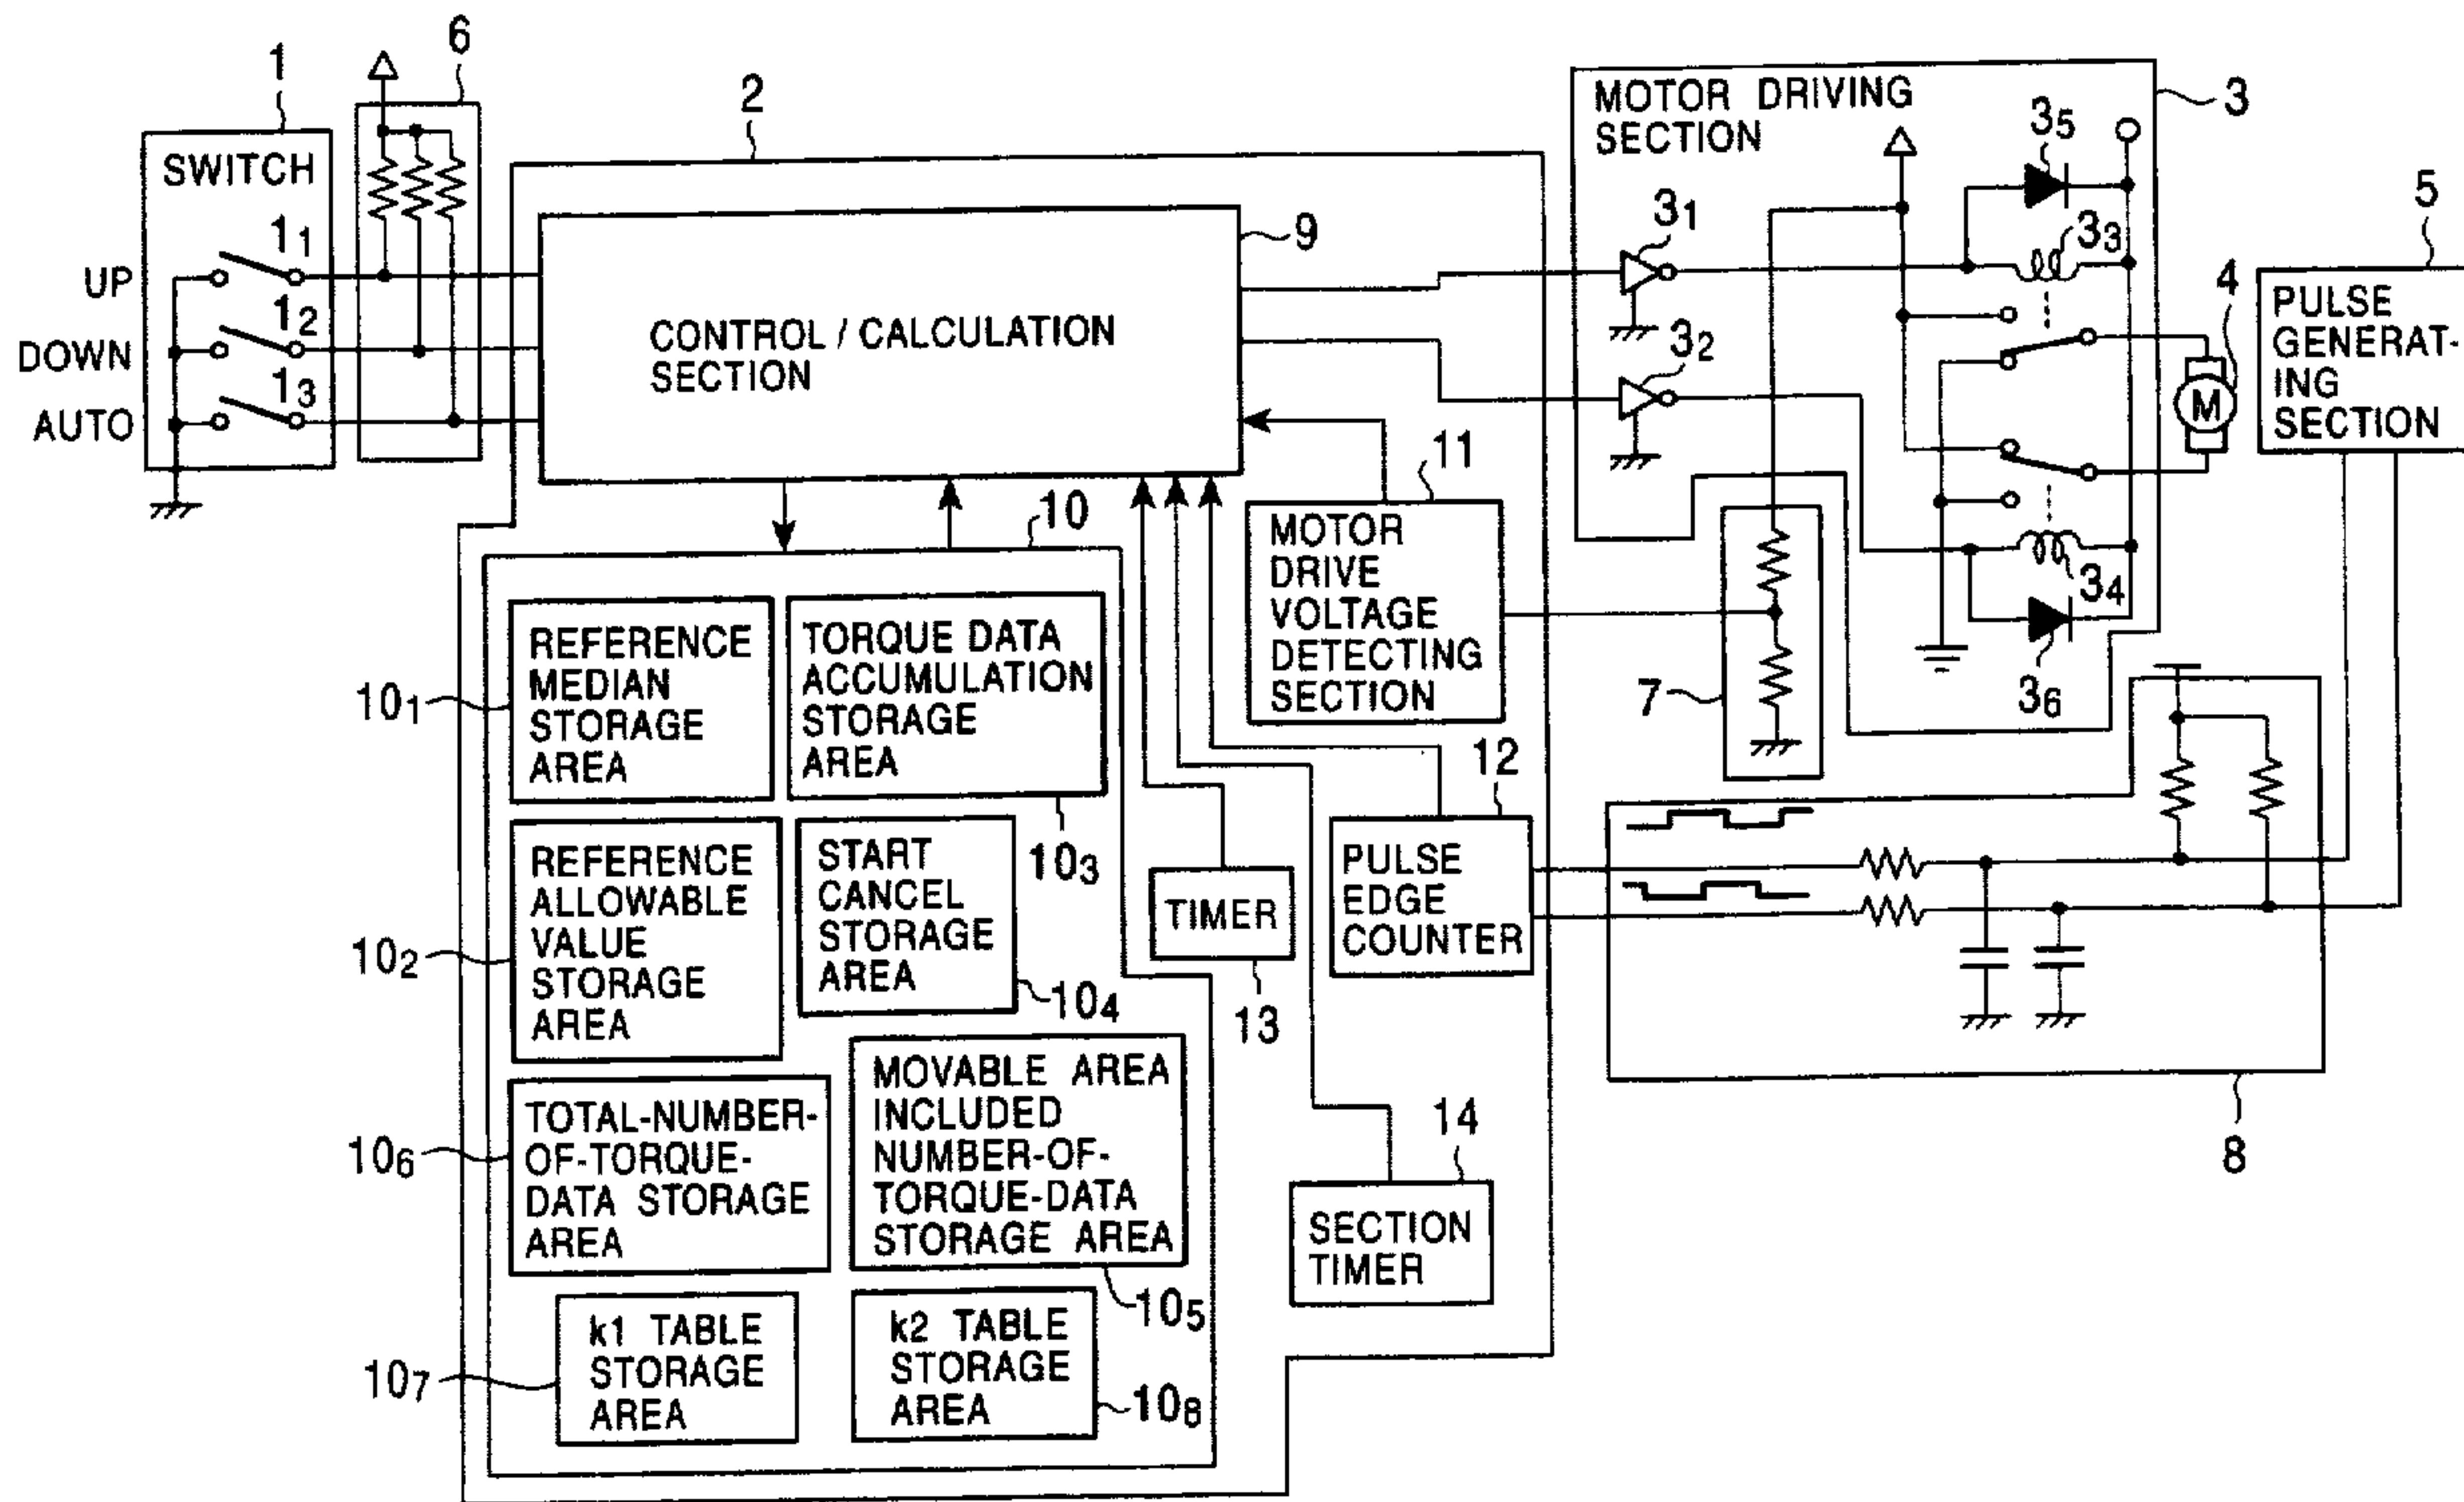 1
6
2
3
5
SWITCH
1₁
UP
1₂
DOWN
1₃
AUTO
CONTROL / CALCULATION
SECTION
9
MOTOR DRIVING
SECTION
3₁
3₂
3₅
3₃
3₄
3₆
4
M
PULSE
GENERAT-
ING
SECTION
10
11
MOTOR
DRIVE
VOLTAGE
DETECTING
SECTION
7
10₁
REFERENCE
MEDIAN
STORAGE
AREA
TORQUE DATA
ACCUMULATION
STORAGE
AREA
10₃
10₂
REFERENCE
ALLOWABLE
VALUE
STORAGE
AREA
START
CANCEL
STORAGE
AREA
10₄
TIMER
13
12
PULSE
EDGE
COUNTER
8
10₆
TOTAL-NUMBER-
OF-TORQUE-
DATA STORAGE
AREA
MOVABLE AREA
INCLUDED
NUMBER-OF-
TORQUE-DATA
STORAGE AREA
10₅
14
SECTION
TIMER
10₇
k1 TABLE
STORAGE
AREA
k2 TABLE
STORAGE
AREA
10₈